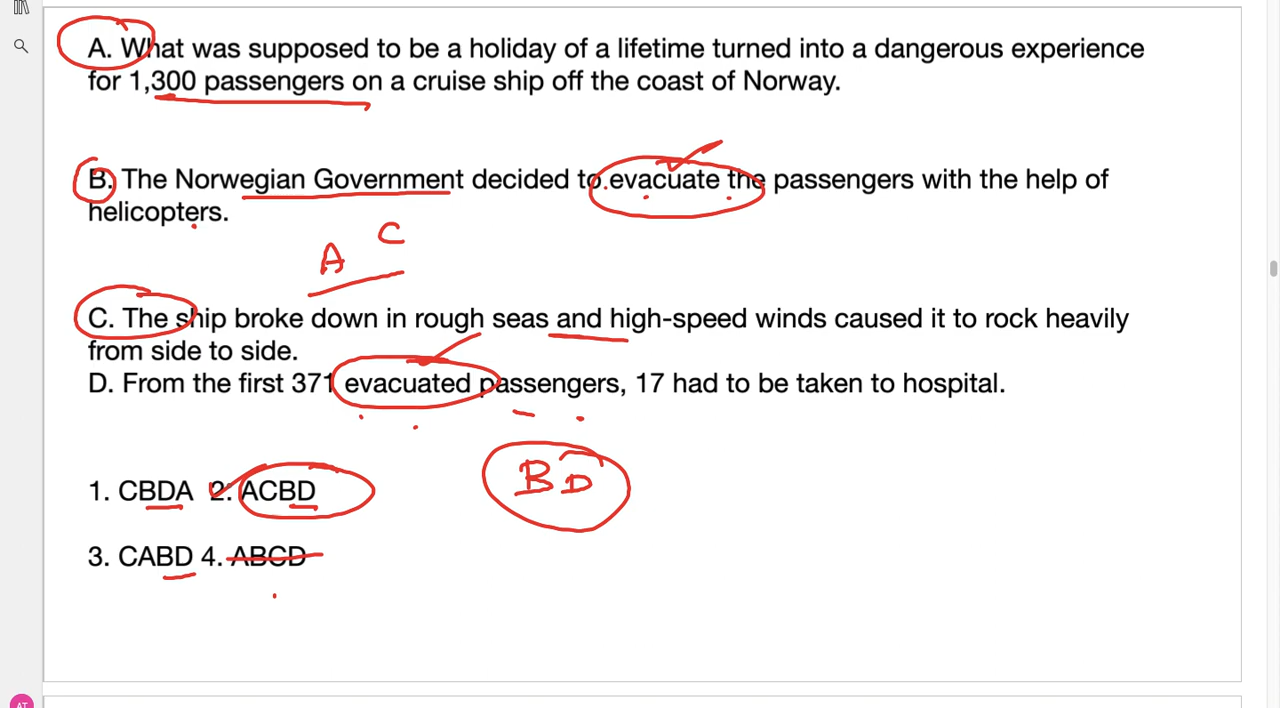 A. What was supposed to be a holiday of a lifetime turned into a dangerous experience
for 1,300 passengers on a cruise ship off the coast of Norway.
B. The Norwegian Government decided to evacuate the passengers with the help of
helicopters.
A C
C. The ship broke down in rough seas and high-speed winds caused it to rock heavily
from side to side.
D. From the first 371 evacuated passengers, 17 had to be taken to hospital.
BD
1. CBDA 2. ACBD
3. CABD 4. ABCD
AT